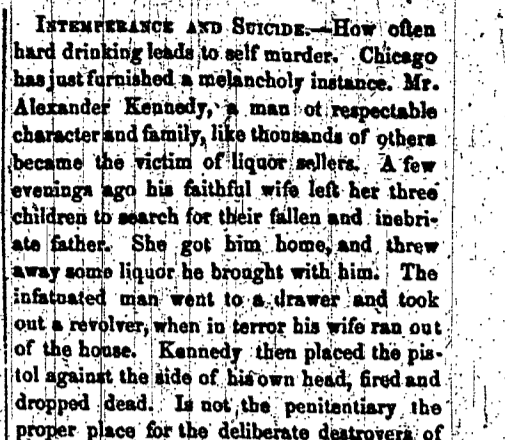 INTEMPERANCE AND SUICIDE.—How often
hard drinking leads to self murder. Chicago
has just furnished a melancholy instance. Mr.
Alexander Kennedy, a man of respectable
character and family, like thousands of others
became the victim of liquor sellers. A few
evenings ago his faithful wife left her three
children to search for their fallen and inebri-
ate father. She got him home, and threw
away some liquor he brought with him. The
infatuated man went to a drawer and took
out a revolver, when in terror his wife ran out
of the house. Kennedy then placed the pis-
tol against the side of his own head, fired and
dropped dead. Is not the penitentiary the
proper place for the deliberate destroyers of